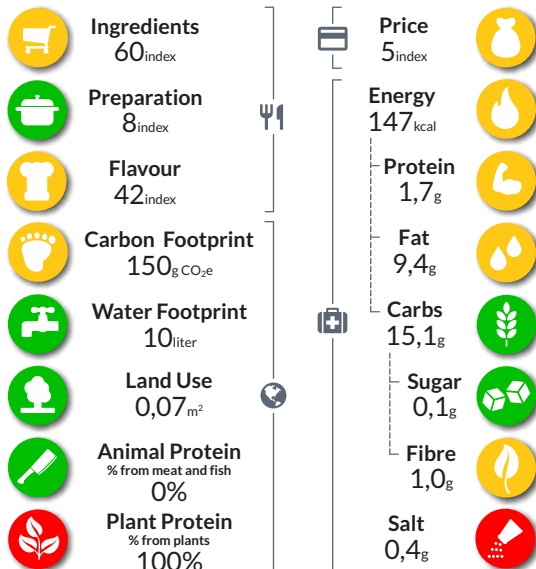 Ingredients
60index
Preparation
8index
Flavour
42index
Carbon Footprint
150g CO₂e
Water Footprint
10liter
Land Use
0,07m²
Animal Protein
% from meat and fish
0%
Plant Protein
% from plants
100%
Price
5index
Energy
147kcal
Protein
1,7g
Fat
9,4g
Carbs
15,1g
Sugar
0,1g
Fibre
1,0g
Salt
0,4g